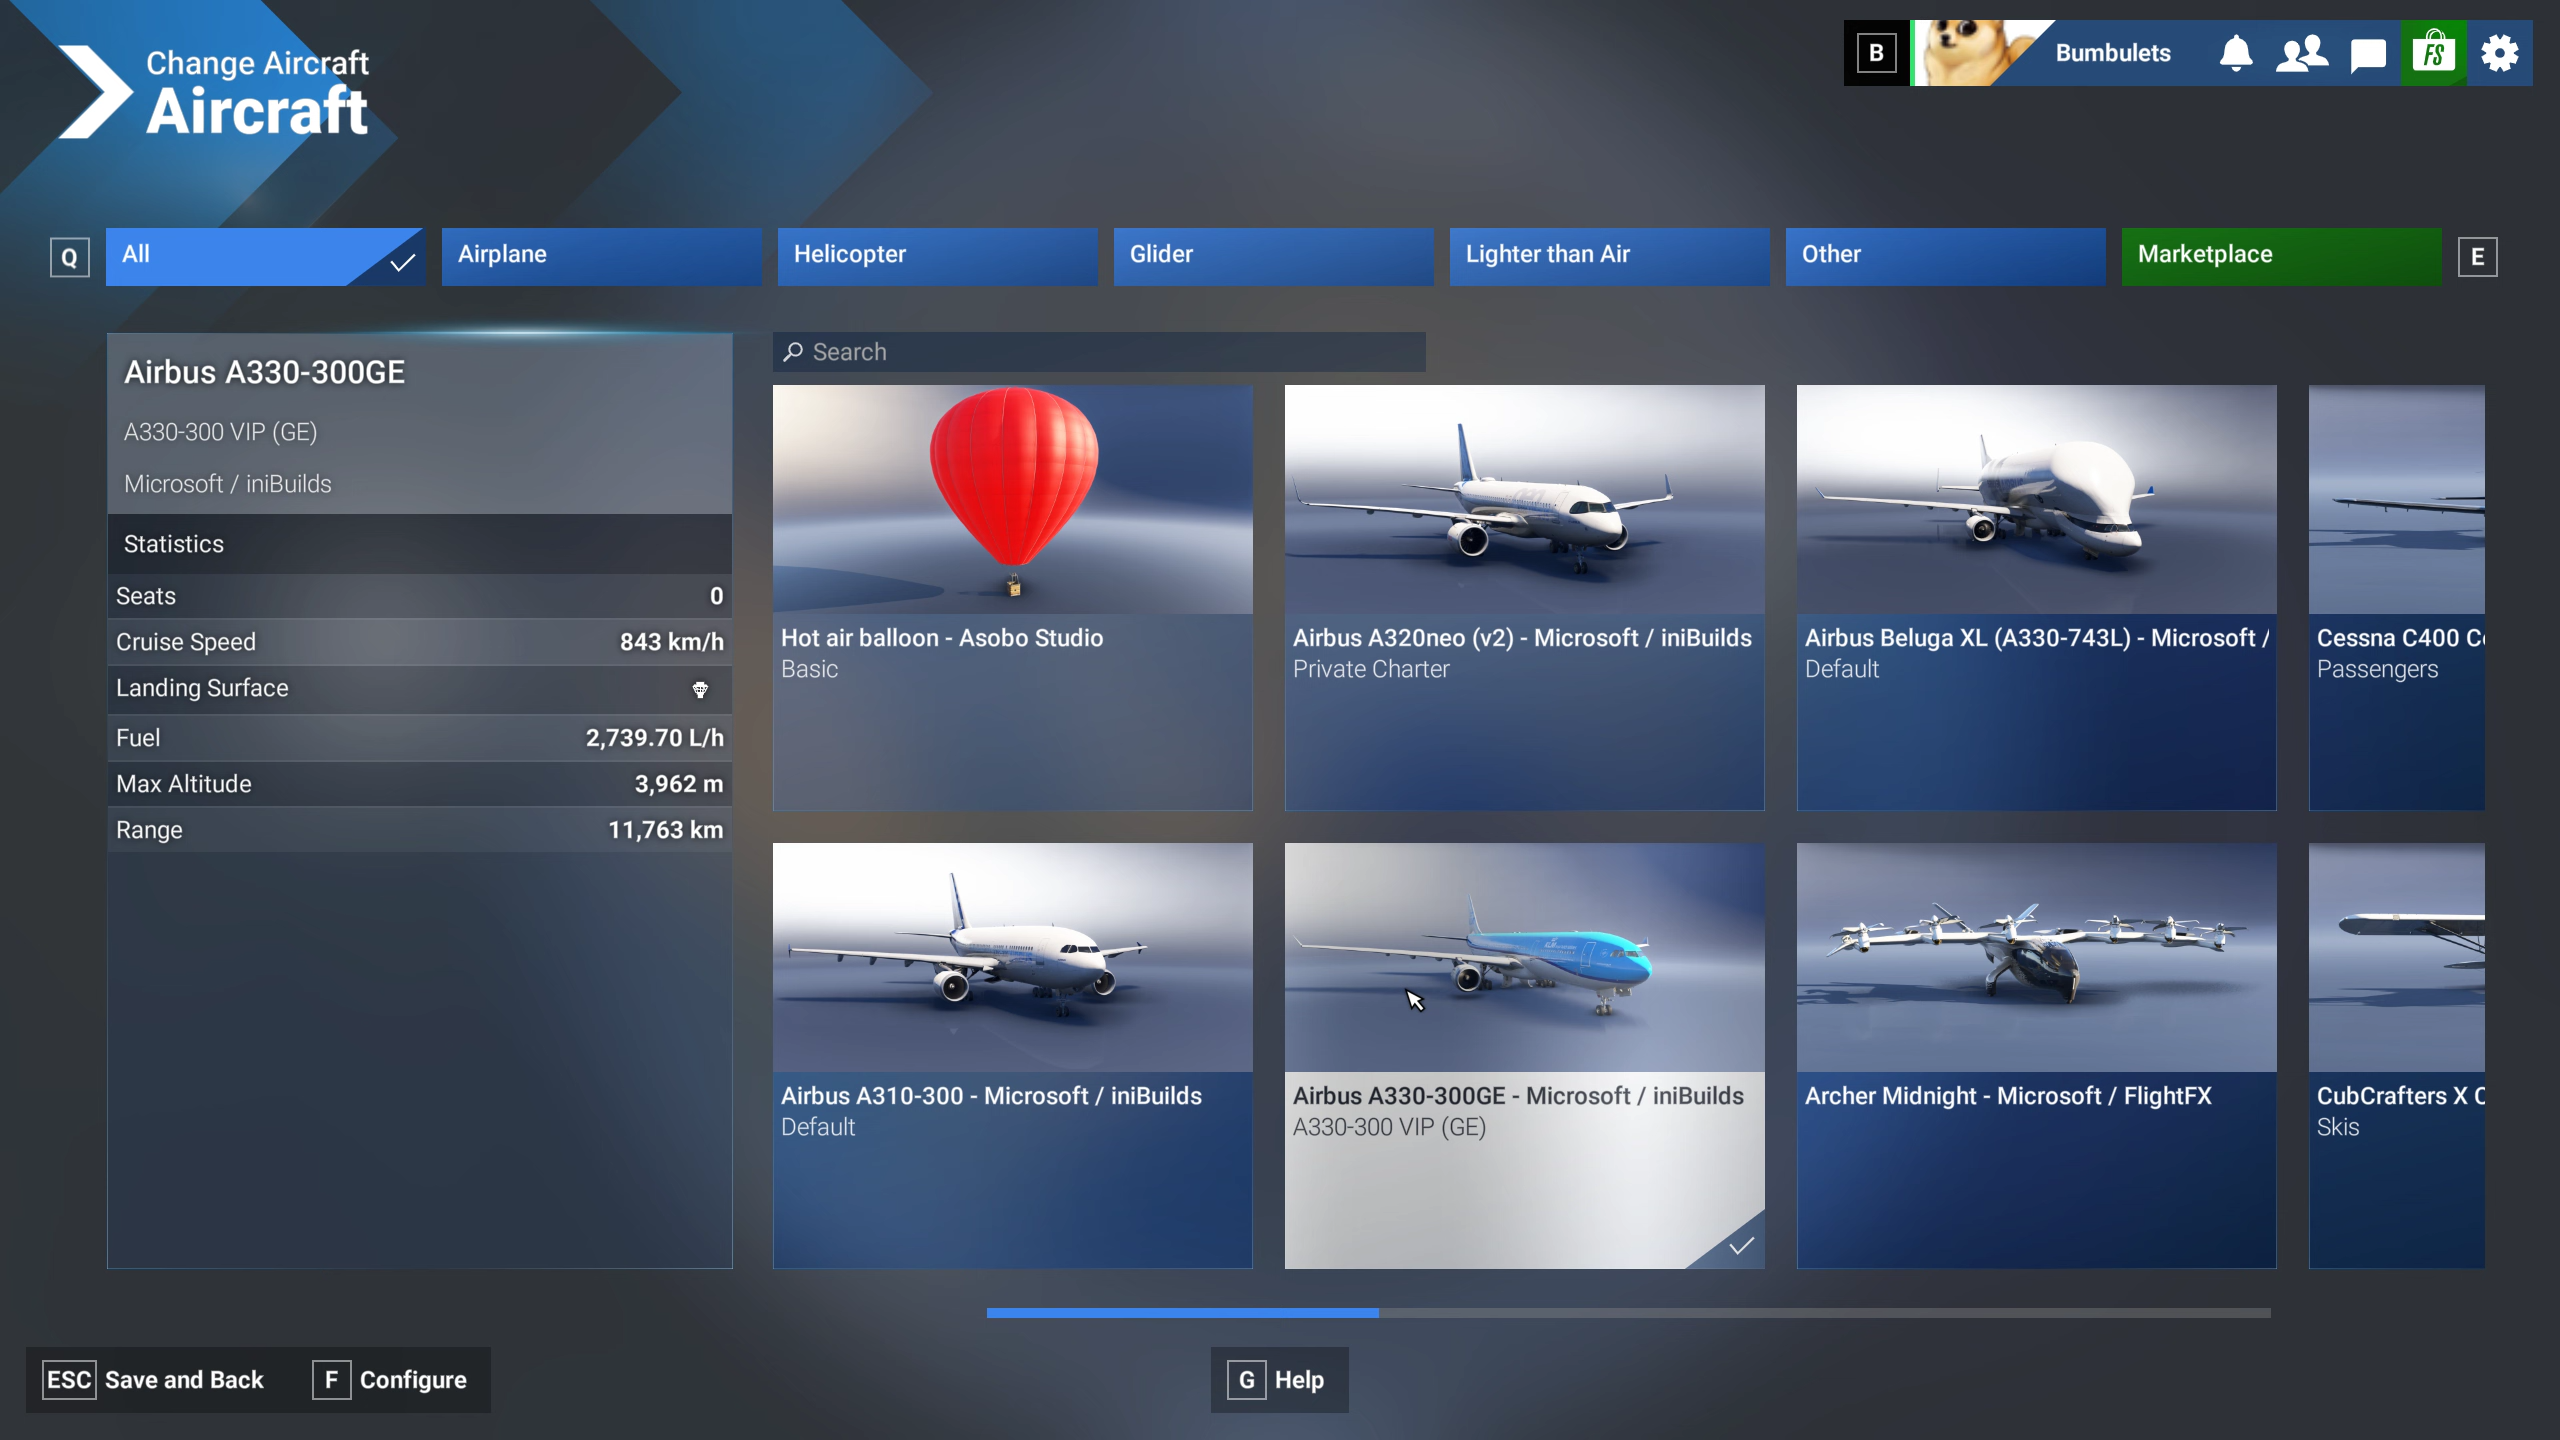 Change Aircraft
Aircraft
B
Bumbulets
FS
Q
All
Airplane
Helicopter
Glider
Lighter than Air
Other
Marketplace
E
Airbus A330-300GE
A330-300 VIP (GE)
Microsoft / iniBuilds
Statistics
Seats 0
Cruise Speed 843 km/h
Landing Surface
Fuel 2,739.70 L/h
Max Altitude 3,962 m
Range 11,763 km
Search
Hot air balloon - Asobo Studio
Basic
Airbus A320neo (v2) - Microsoft / iniBuilds
Private Charter
Airbus Beluga XL (A330-743L) - Microsoft /
Default
Cessna C400 C
Passengers
Airbus A310-300 - Microsoft / iniBuilds
Default
Airbus A330-300GE - Microsoft / iniBuilds
A330-300 VIP (GE)
Archer Midnight - Microsoft / FlightFX
CubCrafters X C
Skis
ESC Save and Back
F Configure
G Help